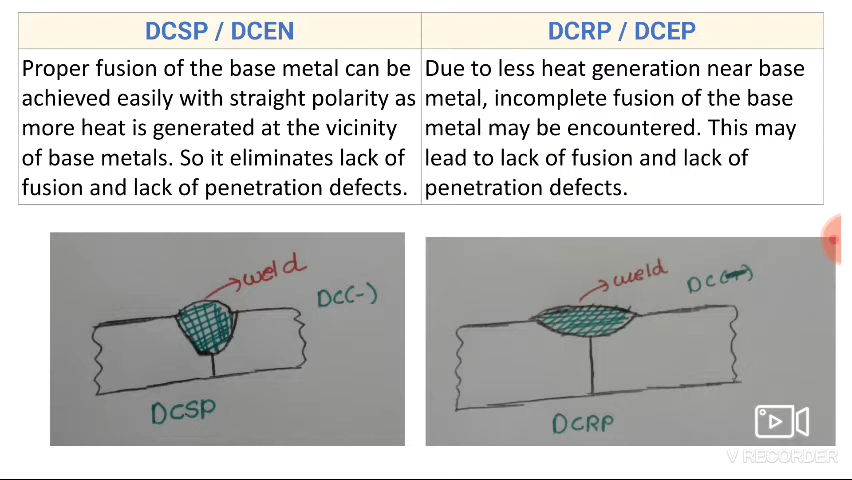 DCSP / DCEN
DCRP / DCEP
Proper fusion of the base metal can be
achieved easily with straight polarity as
more heat is generated at the vicinity
of base metals. So it eliminates lack of
fusion and lack of penetration defects.
Due to less heat generation near base
metal, incomplete fusion of the base
metal may be encountered. This may
lead to lack of fusion and lack of
penetration defects.
weld
DC(-)
DCSP
weld
DC(+)
DCRP
V RECORDER